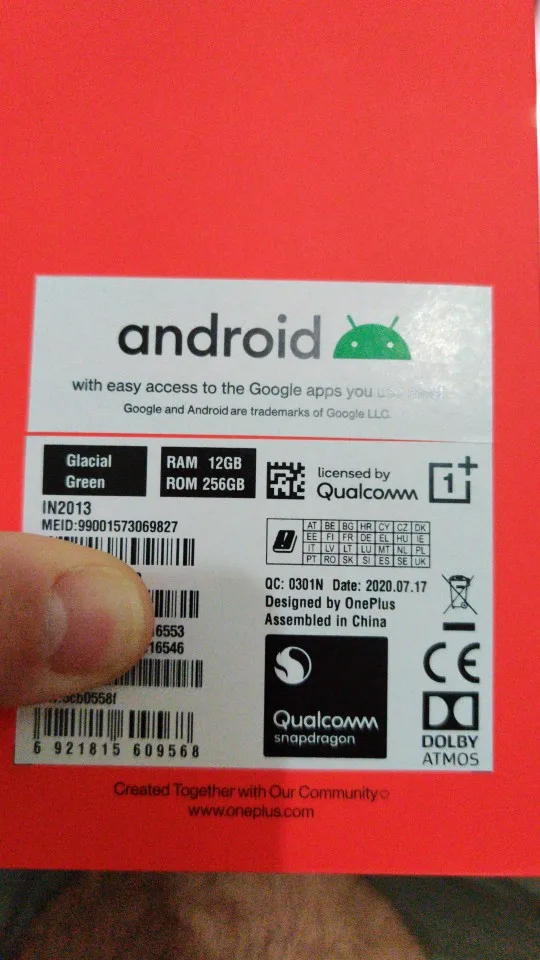 android
with easy access to the Google apps you
Google and Android are trademarks of Google LLC
Glacial
Green
RAM 12GB
ROM 256GB
licensed by
Qualcomm
1+
IN2013
MEID:99001573069827
AT BE BG HR CY CZ DK
EE FI FR DE EL HU IE
IT LV LT LU MT NL PL
PT RO SK SI ES SE UK
QC: 0301N Date: 2020.07.17
Designed by OnePlus
Assembled in China
16553
16546
6 921815 609568
Qualcomm
snapdragon
CE
DOLBY
ATMOS
Created Together with Our Community
www.oneplus.com